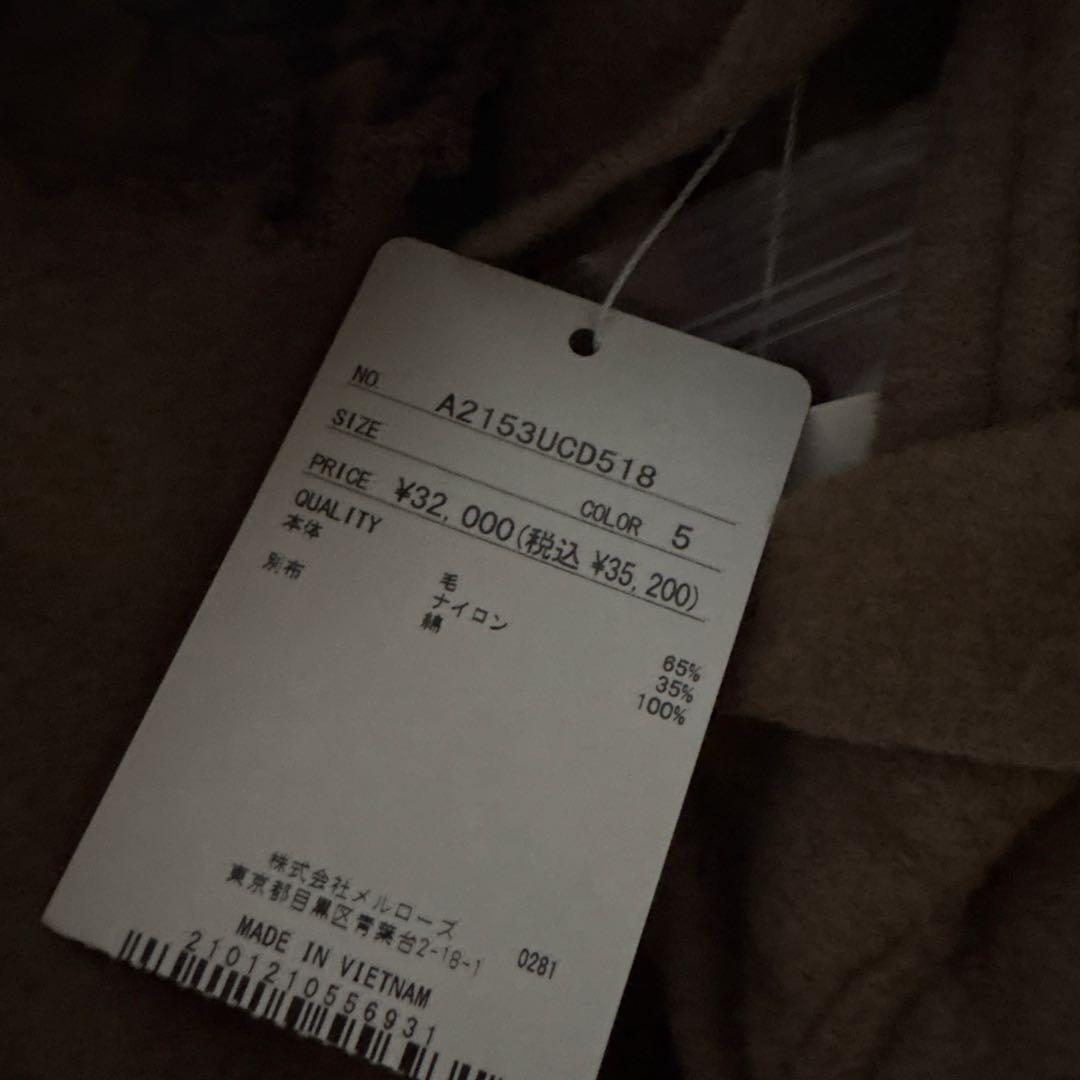 NO. A2153UCD518
SIZE COLOR 5
PRICE ¥32,000(税込 ¥35,200)
QUALITY
本体 毛 65%
ナイロン 35%
別布 綿 100%
株式会社メルローズ
東京都目黒区青葉台2-18-1 0281
MADE IN VIETNAM
2101210556931